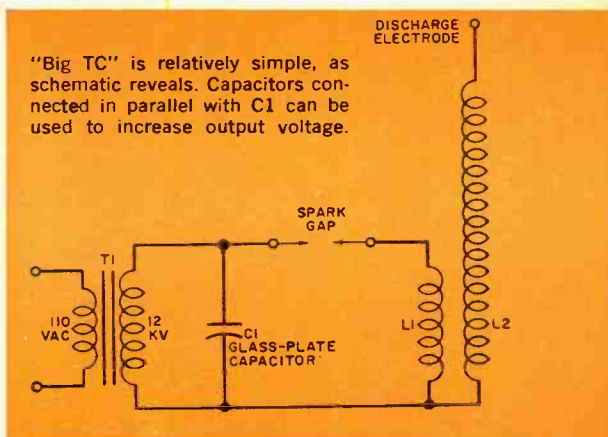 DISCHARGE
ELECTRODE
"Big TC" is relatively simple, as
schematic reveals. Capacitors con-
nected in parallel with C1 can be
used to increase output voltage.
SPARK
GAP
T1
110
VAC
12
KV
C1
GLASS-PLATE
CAPACITOR
L1
L2